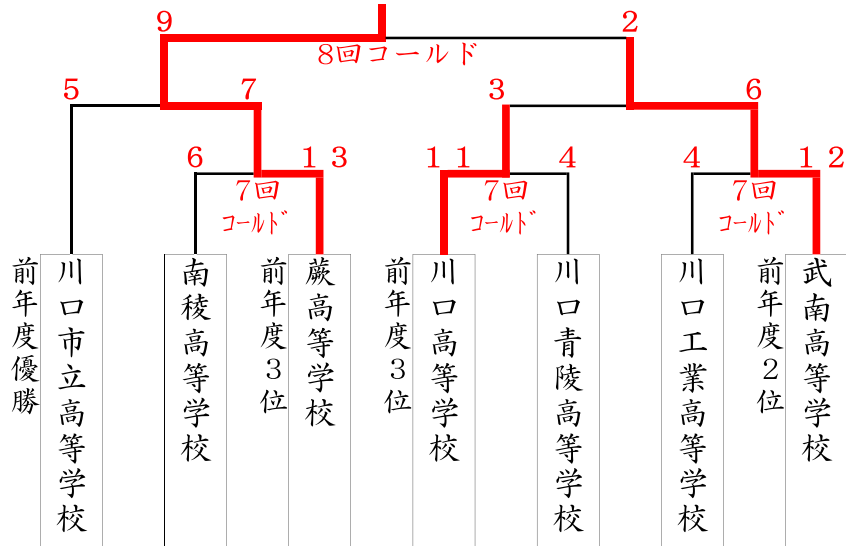 9
2
8回コールド
5
7
3
6
6
13
11
4
4
12
7回
コールド
7回
コールド
7回
コールド
前年度優勝
川口市立高等学校
南稜高等学校
前年度3位
蕨高等学校
前年度3位
川口高等学校
川口青陵高等学校
川口工業高等学校
前年度2位
武南高等学校